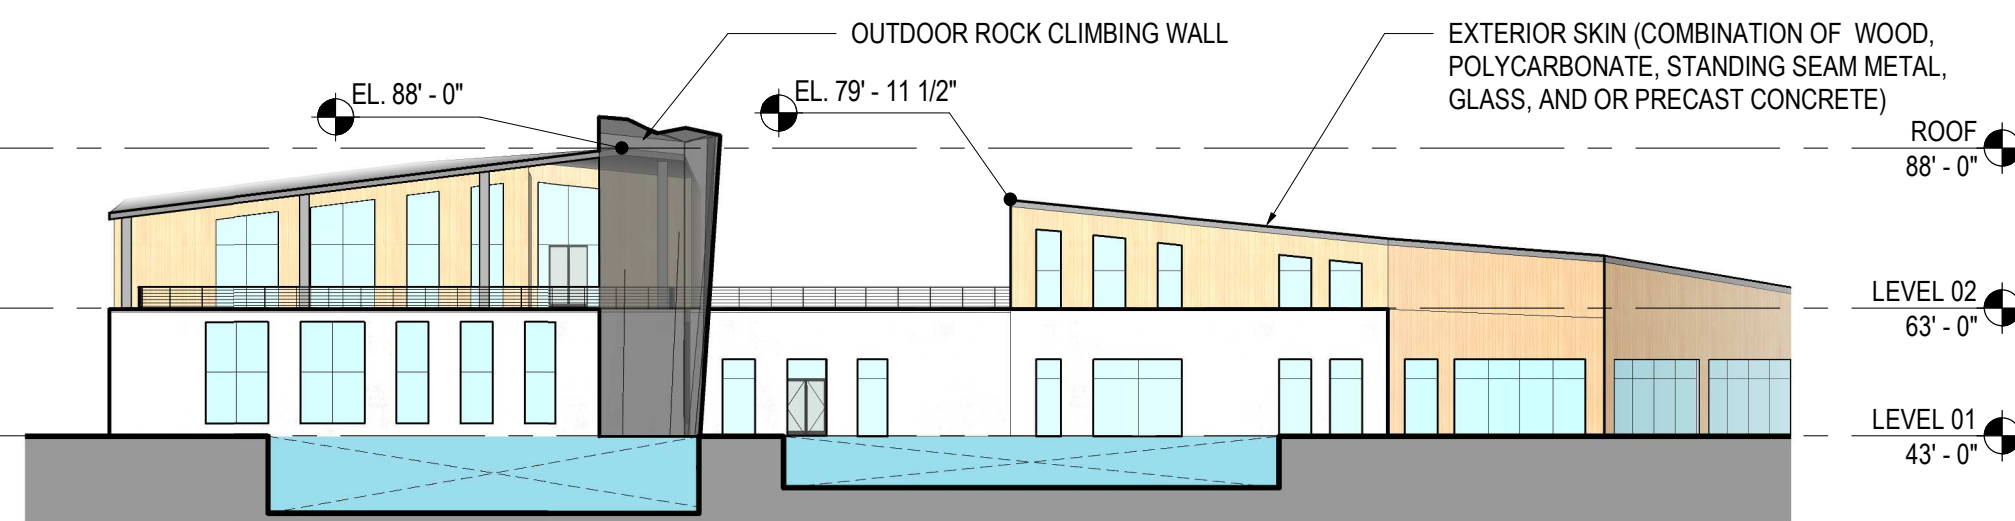 OUTDOOR ROCK CLIMBING WALL
EXTERIOR SKIN (COMBINATION OF WOOD,
POLYCARBONATE, STANDING SEAM METAL,
GLASS, AND OR PRECAST CONCRETE)
EL. 88' - 0"
EL. 79' - 11 1/2"
ROOF
88' - 0"
LEVEL 02
63' - 0"
LEVEL 01
43' - 0"